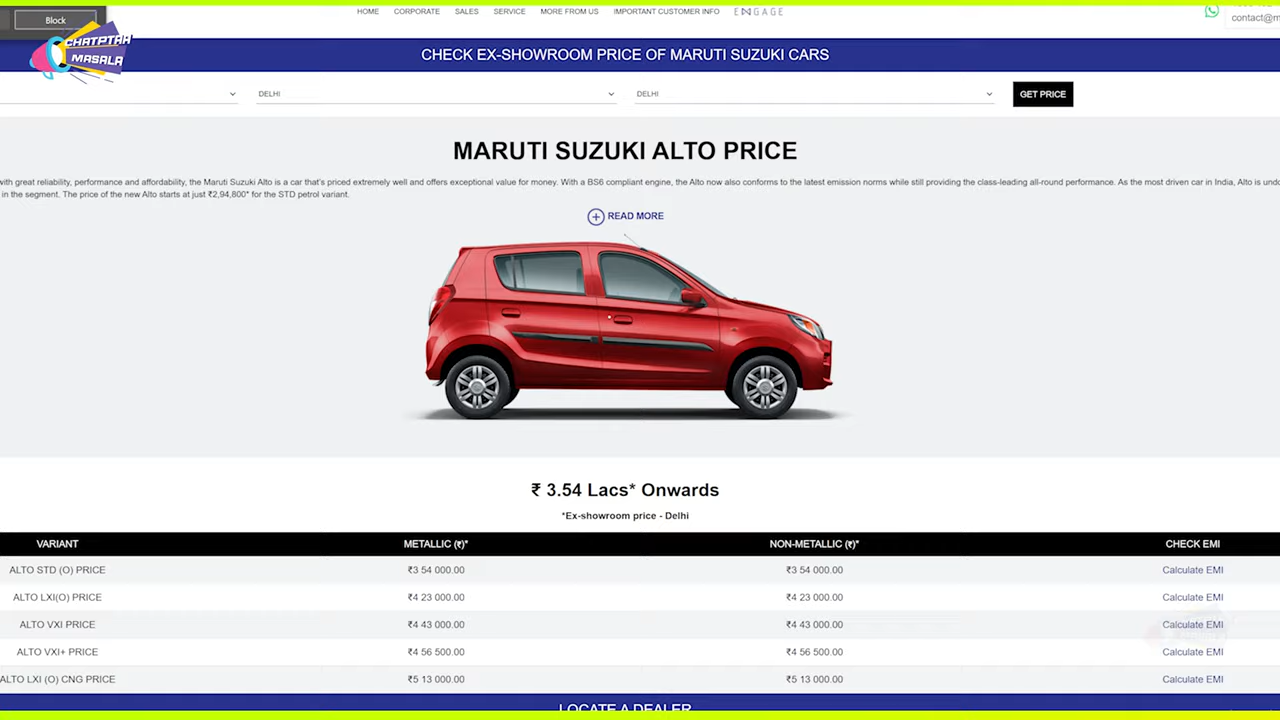 Block
HOME CORPORATE SALES SERVICE MORE FROM US IMPORTANT CUSTOMER INFO ENGAGE
contact@m
CHATPTAA
MASALA
CHECK EX-SHOWROOM PRICE OF MARUTI SUZUKI CARS
DELHI DELHI GET PRICE
MARUTI SUZUKI ALTO PRICE
with great reliability, performance and affordability, the Maruti Suzuki Alto is a car that's priced extremely well and offers exceptional value for money. With a BS6 compliant engine, the Alto now also conforms to the latest emission norms while still providing the class-leading all-round performance. As the most driven car in India, Alto is undo
in the segment. The price of the new Alto starts at just ₹2,94,800* for the STD petrol variant.
READ MORE
₹ 3.54 Lacs* Onwards
*Ex-showroom price - Delhi
VARIANT METALLIC (₹)* NON-METALLIC (₹)* CHECK EMI
ALTO STD (O) PRICE ₹3 54 000.00 ₹3 54 000.00 Calculate EMI
ALTO LXI(O) PRICE ₹4 23 000.00 ₹4 23 000.00 Calculate EMI
ALTO VXI PRICE ₹4 43 000.00 ₹4 43 000.00 Calculate EMI
ALTO VXI+ PRICE ₹4 56 500.00 ₹4 56 500.00 Calculate EMI
ALTO LXI (O) CNG PRICE ₹5 13 000.00 ₹5 13 000.00 Calculate EMI
LOCATE A DEALER